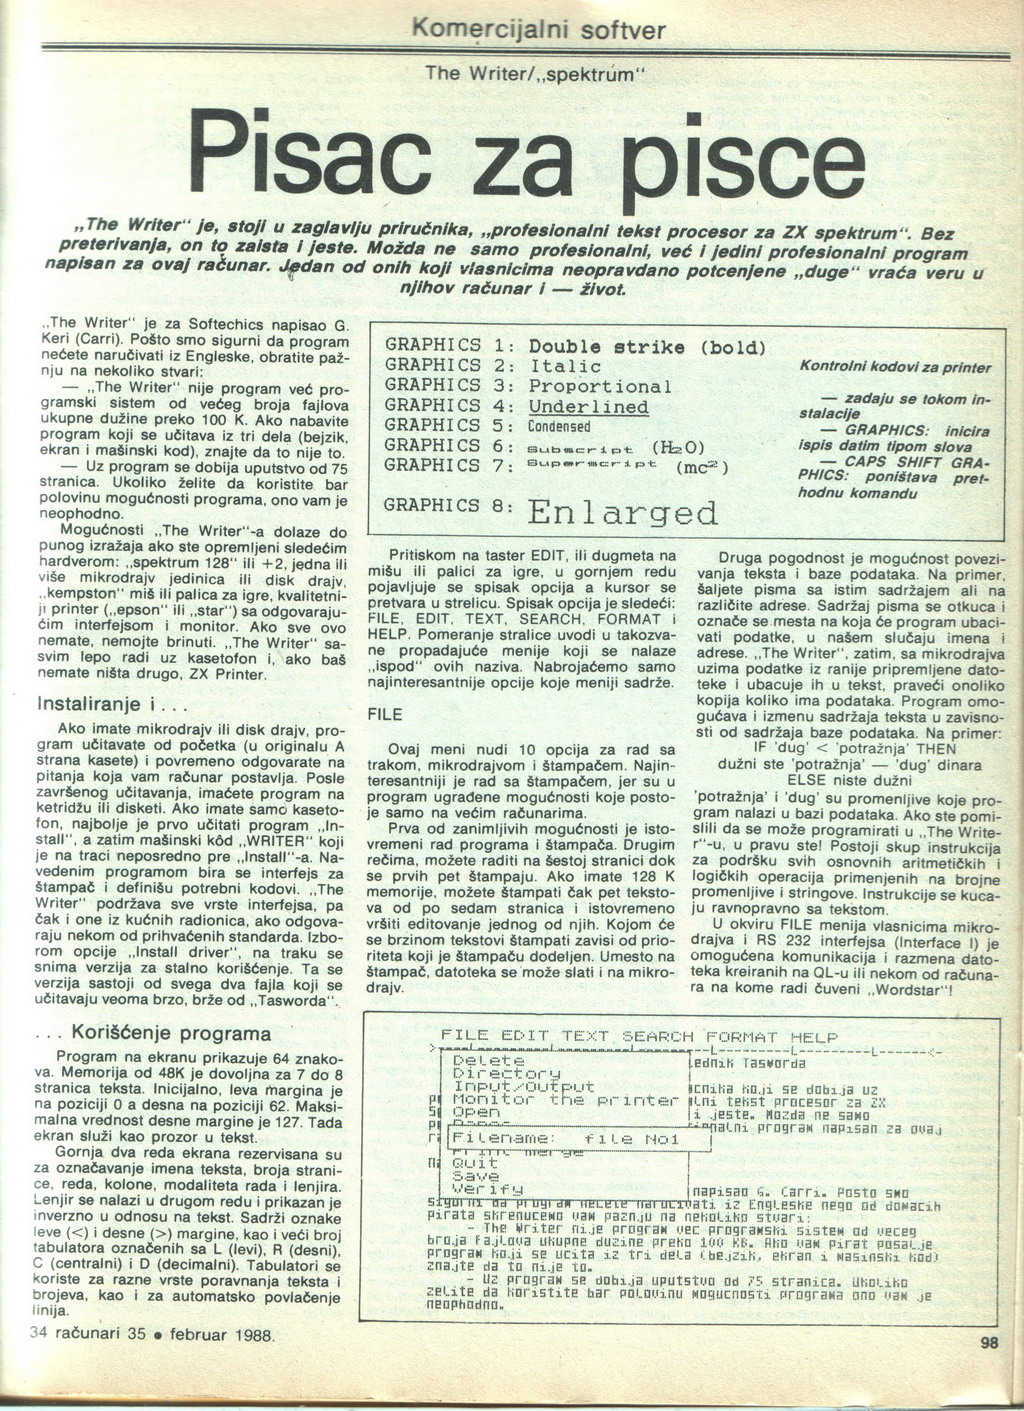 Komercijalni softver
The Writer/„spektrum“
Pisac za pisce
„The Writer“ je, stoji u zaglavlju priručnika, „profesionalni tekst procesor za ZX spektrum“. Bez
preterivanja, on to zaista i jeste. Možda ne samo profesionalni, već i jedini profesionalni program
napisan za ovaj računar. Jedan od onih koji vlasnicima neopravdano potcenjene „duge“ vraća veru u
njihov računar i — život.
„The Writer“ je za Softechics napisao G.
Keri (Carri). Pošto smo sigurni da program
nećete naručivati iz Engleske, obratite paž-
nju na nekoliko stvari:
— „The Writer“ nije program već pro-
gramski sistem od većeg broja fajlova
ukupne dužine preko 100 K. Ako nabavite
program koji se učitava iz tri dela (bejzik,
ekran i mašinski kod), znajte da to nije to.
— Uz program se dobija uputstvo od 75
stranica. Ukoliko želite da koristite bar
polovinu mogućnosti programa, ono vam je
neophodno.
Mogućnosti „The Writer“-a dolaze do
punog izražaja ako ste opremljeni sledećim
hardverom: „spektrum 128“ ili +2, jedna ili
više mikrodrajv jedinica ili disk drajv,
„kempston“ miš ili palica za igre, kvalitetni-
ji printer („epson“ ili „star“) sa odgovaraju-
ćim interfejsom i monitor. Ako sve ovo
nemate, nemojte brinuti. „The Writer“ sa-
svim lepo radi uz kasetofon i, ako baš
nemate ništa drugo, ZX Printer.
Instaliranje i . . .
Ako imate mikrodrajv ili disk drajv, pro-
gram učitavate od početka (u originalu A
strana kasete) i povremeno odgovarate na
pitanja koja vam računar postavlja. Posle
završenog učitavanja, imaćete program na
ketridžu ili disketi. Ako imate samo kaseto-
fon, najbolje je prvo učitati program „In-
stall“, a zatim mašinski kôd „WRITER“ koji
je na traci neposredno pre „Install“-a. Na-
vedenim programom bira se interfejs za
štampač i definišu potrebni kodovi. „The
Writer“ podržava sve vrste interfejsa, pa
čak i one iz kućnih radionica, ako odgova-
raju nekom od prihvaćenih standarda. Izbo-
rom opcije „Install driver“, na traku se
snima verzija za stalno korišćenje. Ta se
verzija sastoji od svega dva fajla koji se
učitavaju veoma brzo, brže od „Tasworda“.
. . . Korišćenje programa
Program na ekranu prikazuje 64 znako-
va. Memorija od 48K je dovoljna za 7 do 8
stranica teksta. Inicijalno, leva margina je
na poziciji 0 a desna na poziciji 62. Maksi-
malna vrednost desne margine je 127. Tada
ekran služi kao prozor u tekst.
Gornja dva reda ekrana rezervisana su
za označavanje imena teksta, broja strani-
ce, reda, kolone, modaliteta rada i lenjira.
Lenjir se nalazi u drugom redu i prikazan je
inverzno u odnosu na tekst. Sadrži oznake
leve (<) i desne (>) margine, kao i veći broj
tabulatora označenih sa L (levi), R (desni),
C (centralni) i D (decimalni). Tabulatori se
koriste za razne vrste poravnanja teksta i
brojeva, kao i za automatsko povlačenje
linija.
GRAPHICS 1: Double strike (bold)
GRAPHICS 2: Italic
GRAPHICS 3: Proportional
GRAPHICS 4: Underlined
GRAPHICS 5: Condensed
GRAPHICS 6: Subscript (H₂O)
GRAPHICS 7: Superscript (mc²)
GRAPHICS 8: Enlarged
Kontrolni kodovi za printer
— zadaju se tokom in-
stalacije
— GRAPHICS: inicira
ispis datim tipom slova
— CAPS SHIFT GRA-
PHICS: poništava pret-
hodnu komandu
Pritiskom na taster EDIT, ili dugmeta na
mišu ili palici za igre, u gornjem redu
pojavljuje se spisak opcija a kursor se
pretvara u strelicu. Spisak opcija je sledeći:
FILE, EDIT, TEXT, SEARCH, FORMAT i
HELP. Pomeranje stralice uvodi u takozva-
ne propadajuće menije koji se nalaze
„ispod“ ovih naziva. Nabrojaćemo samo
najinteresantnije opcije koje meniji sadrže.
FILE
Ovaj meni nudi 10 opcija za rad sa
trakom, mikrodrajvom i štampačem. Najin-
teresantniji je rad sa štampačem, jer su u
program ugrađene mogućnosti koje posto-
je samo na većim računarima.
Prva od zanimljivih mogućnosti je isto-
vremeni rad programa i štampača. Drugim
rečima, možete raditi na šestoj stranici dok
se prvih pet štampaju. Ako imate 128 K
memorije, možete štampati čak pet teksto-
va od po sedam stranica i istovremeno
vršiti editovanje jednog od njih. Kojom će
se brzinom tekstovi štampati zavisi od prio-
riteta koji je štampaču dodeljen. Umesto na
štampač, datoteka se može slati i na mikro-
drajv.
Druga pogodnost je mogućnost povezi-
vanja teksta i baze podataka. Na primer,
šaljete pisma sa istim sadržajem ali na
različite adrese. Sadržaj pisma se otkuca i
označe se mesta na koja će program ubaci-
vati podatke, u našem slučaju imena i
adrese. „The Writer“, zatim, sa mikrodrajva
uzima podatke iz ranije pripremljene dato-
teke i ubacuje ih u tekst, praveći onoliko
kopija koliko ima podataka. Program omo-
gućava i izmenu sadržaja teksta u zavisno-
sti od sadržaja baze podataka. Na primer:
IF 'dug' < 'potražnja' THEN
dužni ste 'potražnja' — 'dug' dinara
ELSE niste dužni
'potražnja' i 'dug' su promenljive koje pro-
gram nalazi u bazi podataka. Ako ste pomi-
slili da se može programirati u „The Write-
r“-u, u pravu ste! Postoji skup instrukcija
za podršku svih osnovnih aritmetičkih i
logičkih operacija primenjenih na brojne
promenljive i stringove. Instrukcije se kuca-
ju ravnopravno sa tekstom.
U okviru FILE menija vlasnicima mikro-
drajva i RS 232 interfejsa (Interface I) je
omogućena komunikacija i razmena dato-
teka kreiranih na QL-u ili nekom od računa-
ra na kome radi čuveni „Wordstar“!
FILE EDIT TEXT SEARCH FORMAT HELP
Delete
Directory
Input/Output
Monitor the printer
Open
Filename: file No1
Quit
Save
Verify
ednik Tasworda
cnika koji se dobija uz
lni tekst procesor za ZX
i jeste. Mozda ne samo
nalni program napisan za ovaj
napisao G. Carri. Posto smo
sigurni da program necete narucivati iz Engleske nego od domacih
pirata skrenucemo vam paznju na nekoliko stvari:
- The Writer nije program vec programski sistem od veceg
broja fajlova ukupne duzine preko 100 KB. Ako vam pirat posalje
program koji se ucita iz tri dela (bejzik, ekran i masinski kod)
znajte da to nije to.
- Uz program se dobija uputstvo od 75 stranica. Ukoliko
zelite da koristite bar polovinu mogucnosti programa ono vam je
neophodno.
34 računari 35 • februar 1988.
98